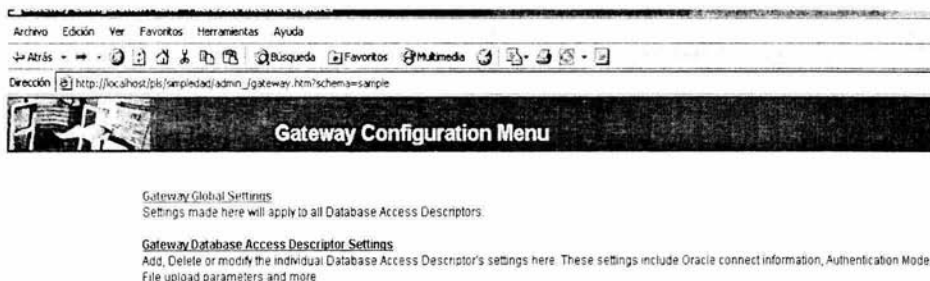 Archivo Edición Ver Favoritos Herramientas Ayuda
Atrás Búsqueda Favoritos Multimedia
Dirección http://localhost/pls/simpledad/admin_/gateway.htm?schema=sample
Gateway Configuration Menu
Gateway Global Settings
Settings made here will apply to all Database Access Descriptors.
Gateway Database Access Descriptor Settings
Add, Delete or modify the individual Database Access Descriptor's settings here. These settings include Oracle connect information, Authentication Mode
File upload parameters and more